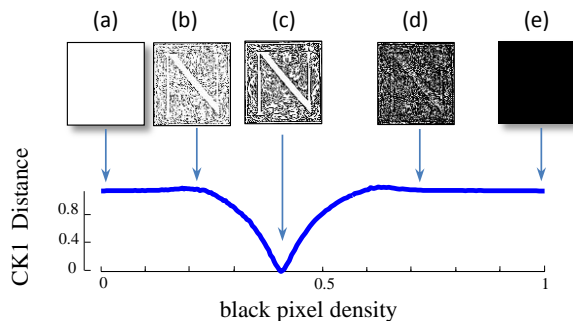 (a) (b) (c) (d) (e)
N N N
CK1 Distance
0.8
0.4
0
0 0.5 1
black pixel density